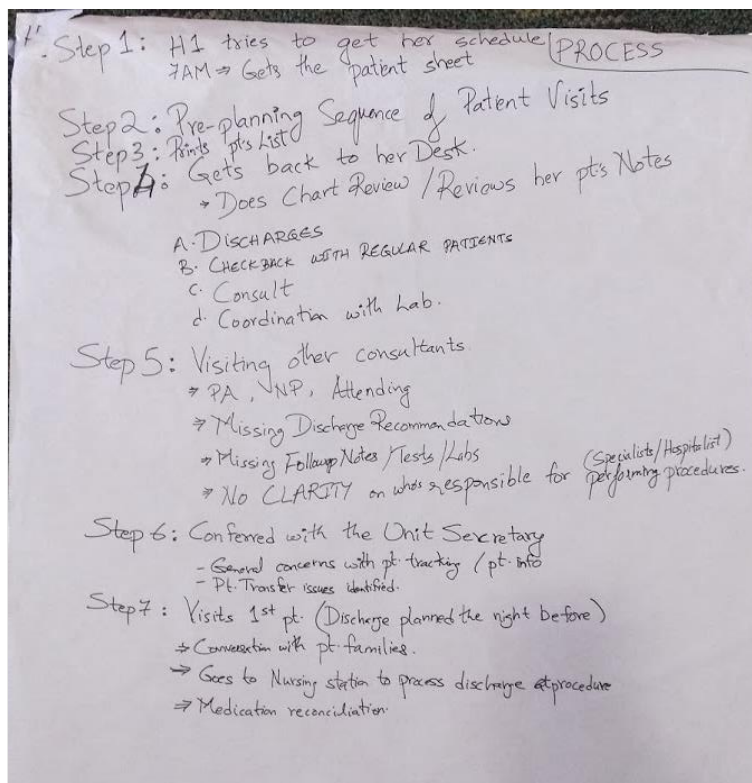 Step 1: H1 tries to get her schedule
PROCESS
7AM ⇒ Gets the patient sheet
Step 2: Pre-planning Sequence of Patient Visits
Step 3: Prints pt's List
Step 4: Gets back to her Desk.
→ Does Chart Review / Reviews her pt's Notes
A. DISCHARGES
B. CHECKBACK WITH REGULAR PATIENTS
C. Consult
d. Coordination with Lab.
Step 5: Visiting other consultants
⇒ PA, NP, Attending
⇒ Missing Discharge Recommendations
⇒ Missing Followup Notes / Tests / Labs
(Specialists/Hospitalist)
⇒ NO CLARITY on who's responsible for performing procedures.
Step 6: Conferred with the Unit Secretary
- General concerns with pt. tracking / pt. info
- Pt. Transfer issues identified.
Step 7: Visits 1st pt. (Discharge planned the night before)
⇒ Conversation with pt. families.
⇒ Goes to Nursing station to process discharge procedure
⇒ Medication reconciliation.